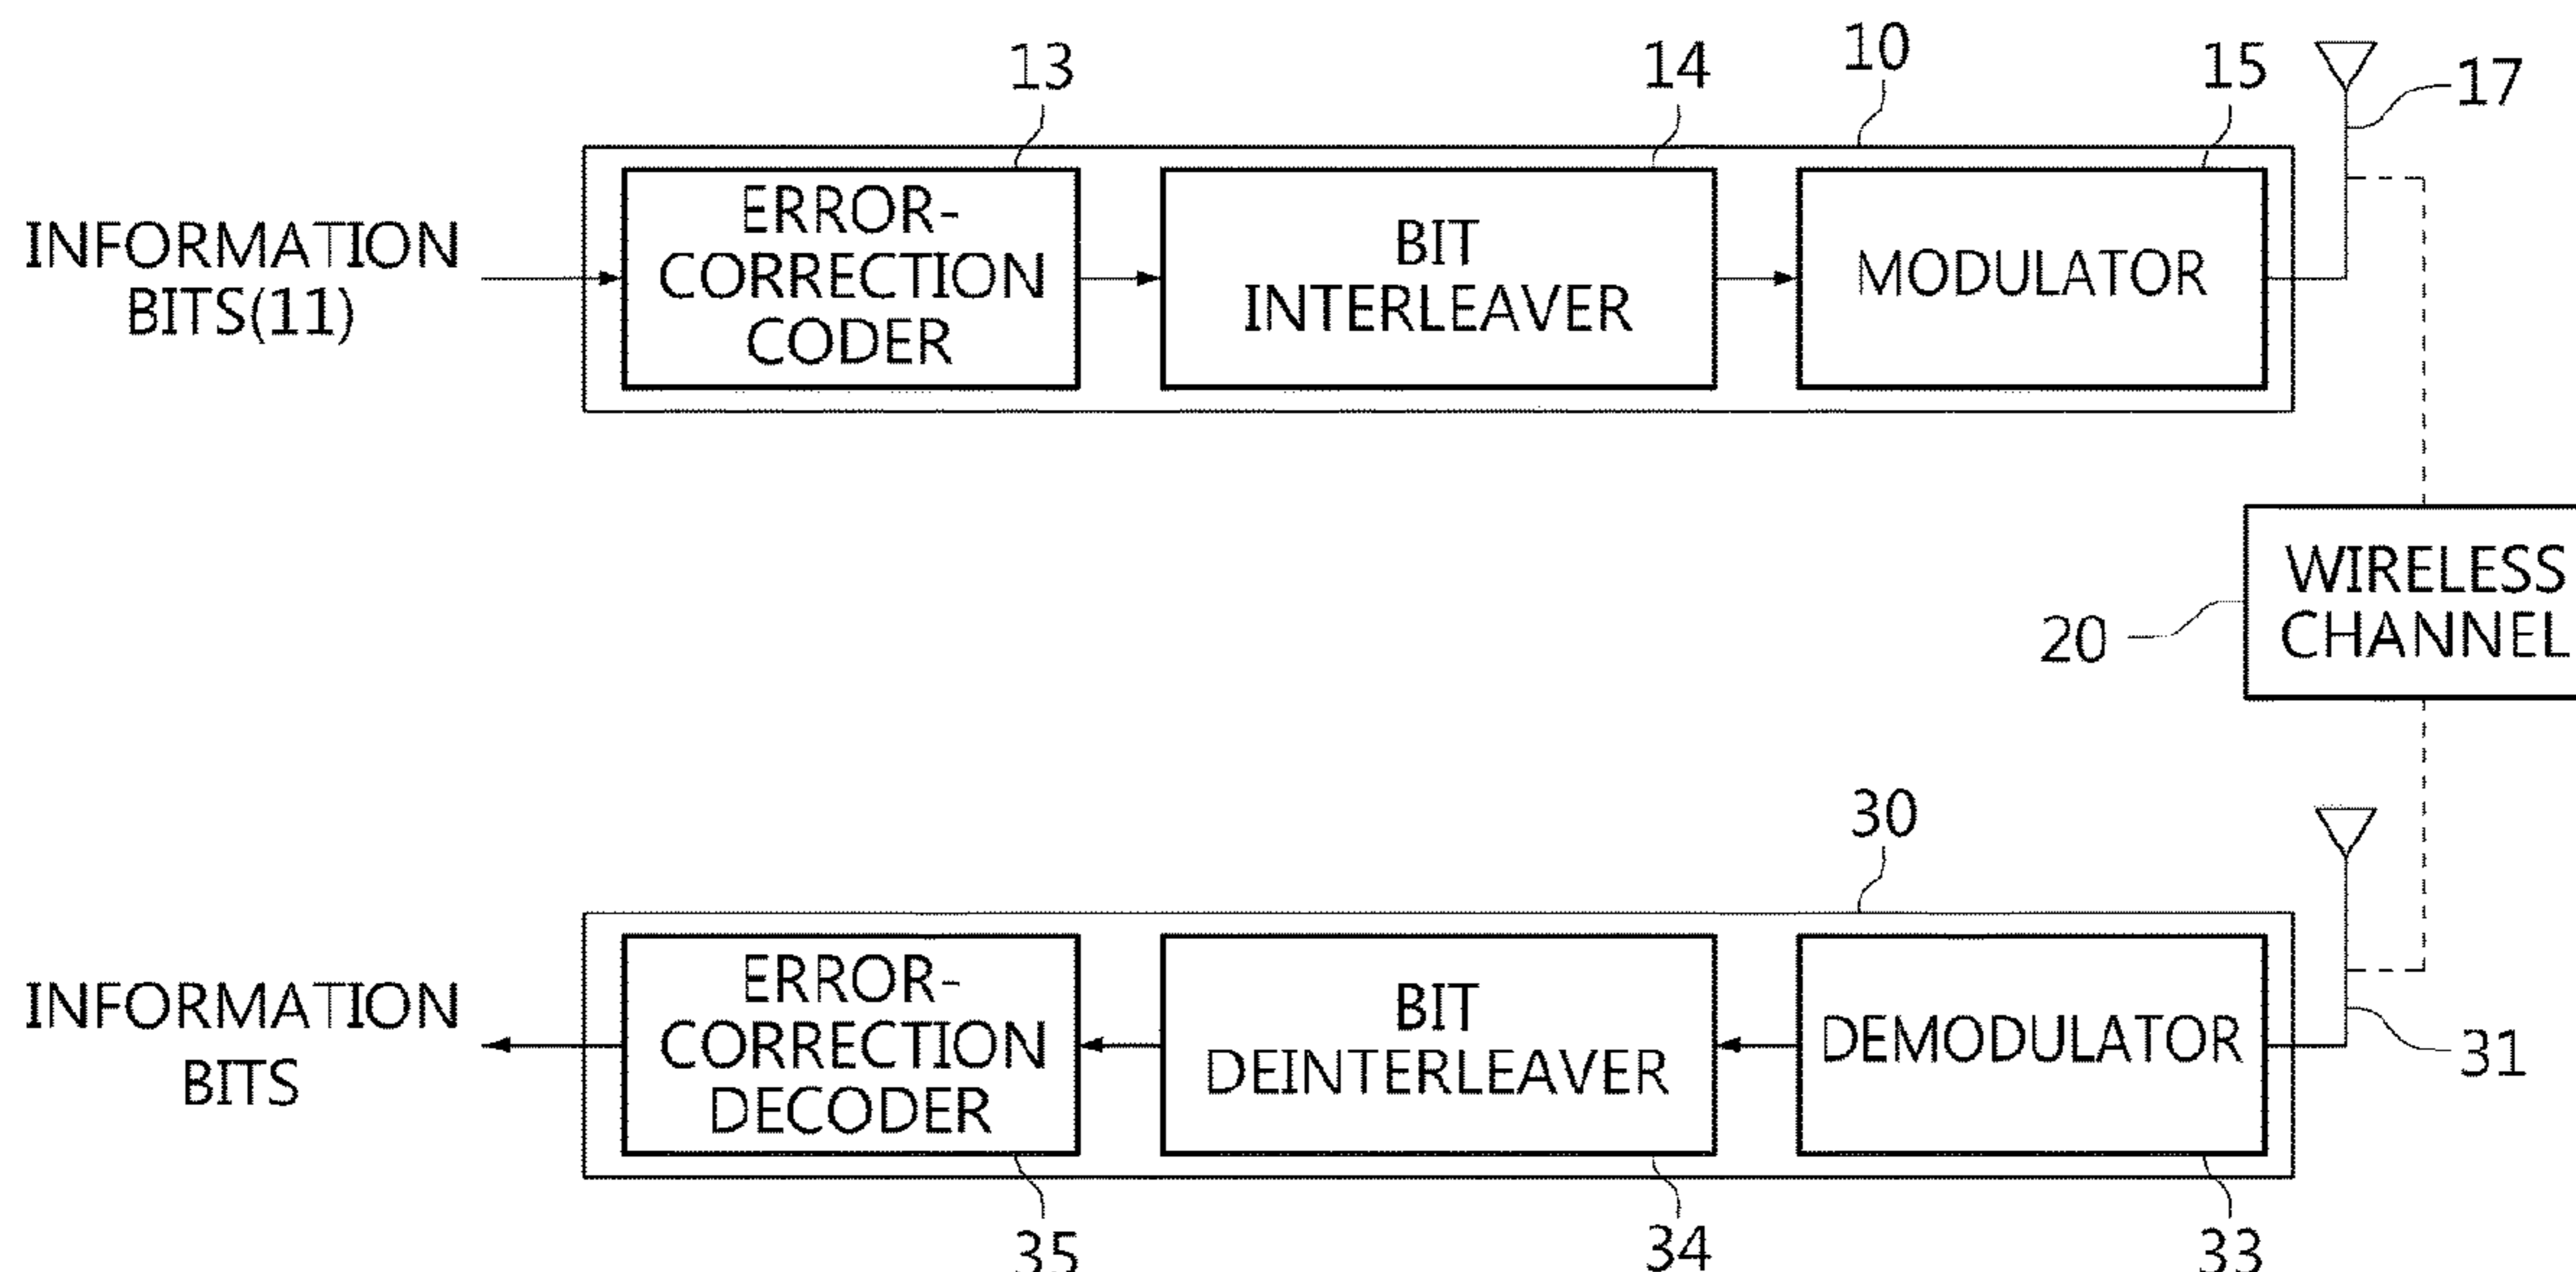 13
14
10
15
17
INFORMATION
BITS(11)
ERROR-
CORRECTION
CODER
BIT
INTERLEAVER
MODULATOR
WIRELESS
CHANNEL
20
30
INFORMATION
BITS
ERROR-
CORRECTION
DECODER
BIT
DEINTERLEAVER
DEMODULATOR
31
35
34
33